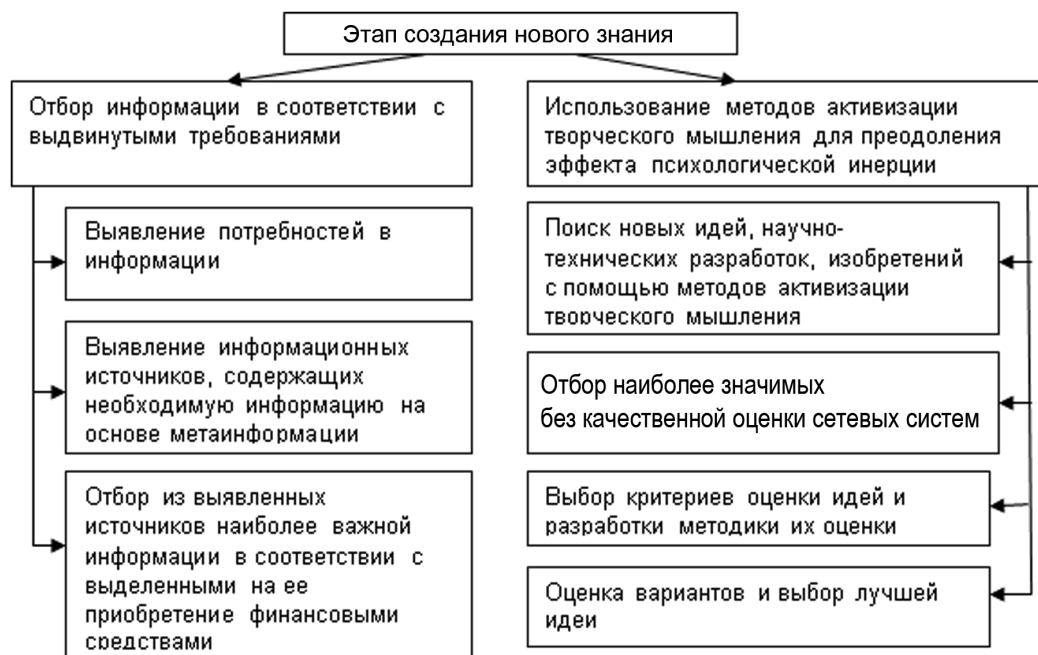 Этап создания нового знания
Отбор информации в соответствии с
выдвинутыми требованиями
Выявление потребностей в
информации
Выявление информационных
источников, содержащих
необходимую информацию на
основе метаинформации
Отбор из выявленных
источников наиболее важной
информации в соответствии с
выделенными на ее
приобретение финансовыми
средствами
Использование методов активизации
творческого мышления для преодоления
эффекта психологической инерции
Поиск новых идей, научно-
технических разработок, изобретений
с помощью методов активизации
творческого мышления
Отбор наиболее значимых
без качественной оценки сетевых систем
Выбор критериев оценки идей и
разработки методики их оценки
Оценка вариантов и выбор лучшей
идеи